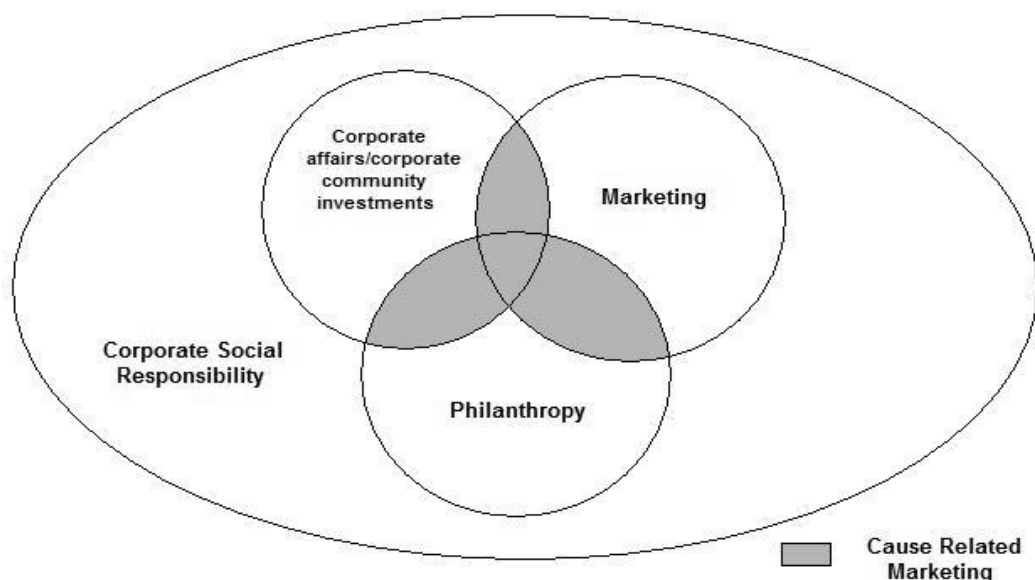 Corporate
affairs/corporate
community
investments
Marketing
Corporate Social
Responsibility
Philanthropy
Cause Related
Marketing